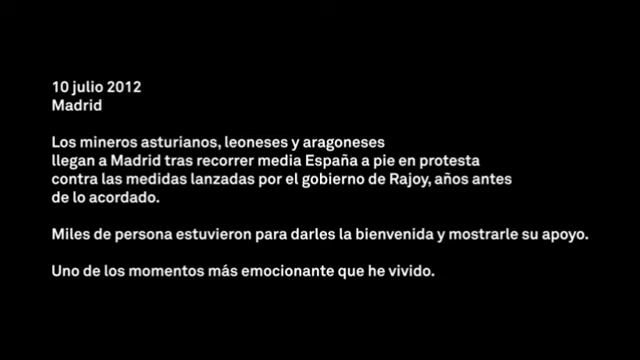 10 julio 2012
Madrid
Los mineros asturianos, leoneses y aragoneses
llegan a Madrid tras recorrer media España a pie en protesta
contra las medidas lanzadas por el gobierno de Rajoy, años antes
de lo acordado.
Miles de persona estuvieron para darles la bienvenida y mostrarle su apoyo.
Uno de los momentos más emocionante que he vivido.